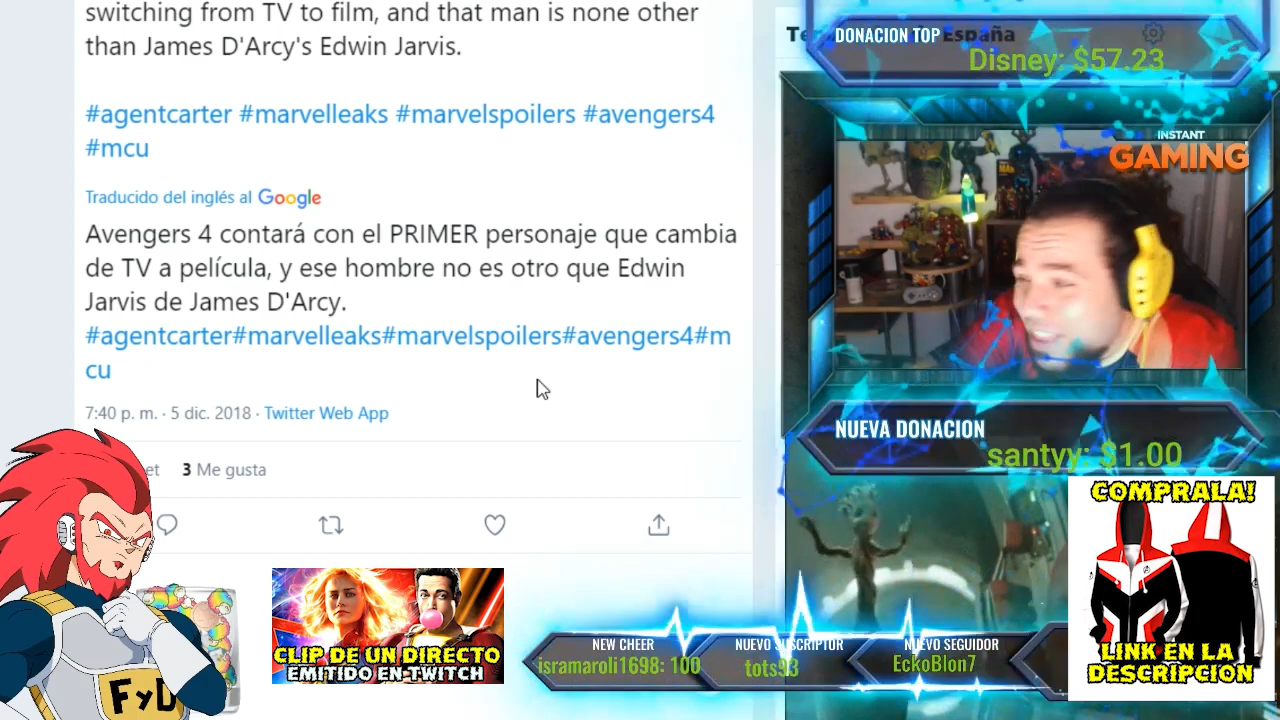 switching from TV to film, and that man is none other
than James D'Arcy's Edwin Jarvis.
#agentcarter #marvelleaks #marvelspoilers #avengers4
#mcu
Traducido del inglés al Google
Avengers 4 contará con el PRIMER personaje que cambia
de TV a película, y ese hombre no es otro que Edwin
Jarvis de James D'Arcy.
#agentcarter#marvelleaks#marvelspoilers#avengers4#m
cu
7:40 p. m. · 5 dic. 2018 · Twitter Web App
3 Me gusta
España
DONACION TOP
Disney: $57.23
INSTANT
GAMING
NUEVA DONACION
santyy: $1.00
COMPRALA!
LINK EN LA
DESCRIPCION
FyD
CLIP DE UN DIRECTO
EMITIDO EN TWITCH
NEW CHEER
isramaroli1698: 100
NUEVO SUSCRIPTOR
tots93
NUEVO SEGUIDOR
EckoBlon7